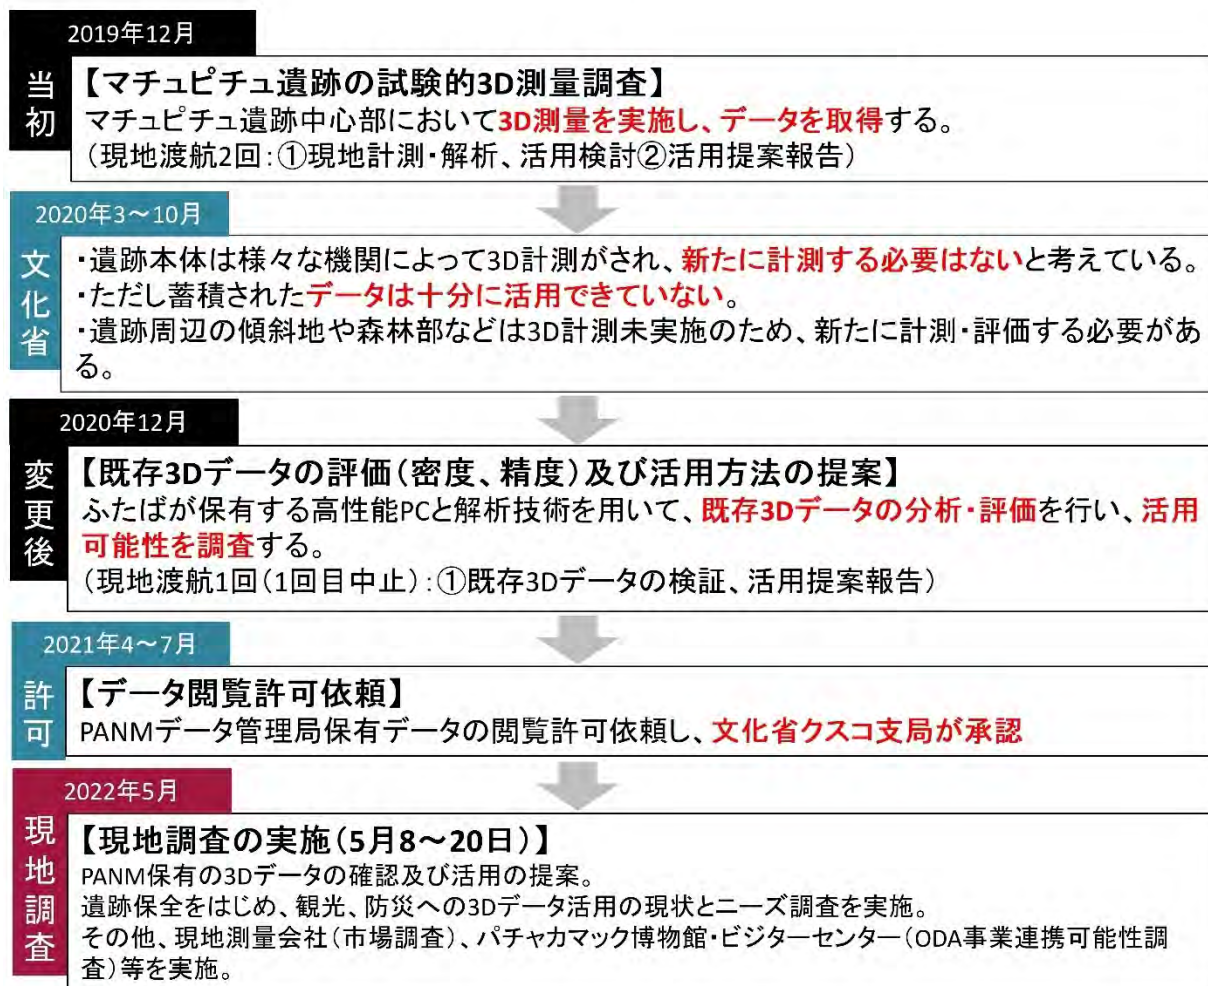 2019年12月
当初
【マチュピチュ遺跡の試験的3D測量調査】
マチュピチュ遺跡中心部において3D測量を実施し、データを取得する。
（現地渡航2回：①現地計測・解析、活用検討②活用提案報告）
2020年3～10月
文化省
・遺跡本体は様々な機関によって3D計測がされ、新たに計測する必要はないと考えている。
・ただし蓄積されたデータは十分に活用できていない。
・遺跡周辺の傾斜地や森林部などは3D計測未実施のため、新たに計測・評価する必要があ
る。
2020年12月
変更後
【既存3Dデータの評価（密度、精度）及び活用方法の提案】
ふたばが保有する高性能PCと解析技術を用いて、既存3Dデータの分析・評価を行い、活用
可能性を調査する。
（現地渡航1回（1回目中止）：①既存3Dデータの検証、活用提案報告）
2021年4～7月
許可
【データ閲覧許可依頼】
PANMデータ管理局保有データの閲覧許可依頼し、文化省クスコ支局が承認
2022年5月
現地調査
【現地調査の実施（5月8～20日）】
PANM保有の3Dデータの確認及び活用の提案。
遺跡保全をはじめ、観光、防災への3Dデータ活用の現状とニーズ調査を実施。
その他、現地測量会社（市場調査）、パチャカマック博物館・ビジターセンター（ODA事業連携可能性調
査）等を実施。